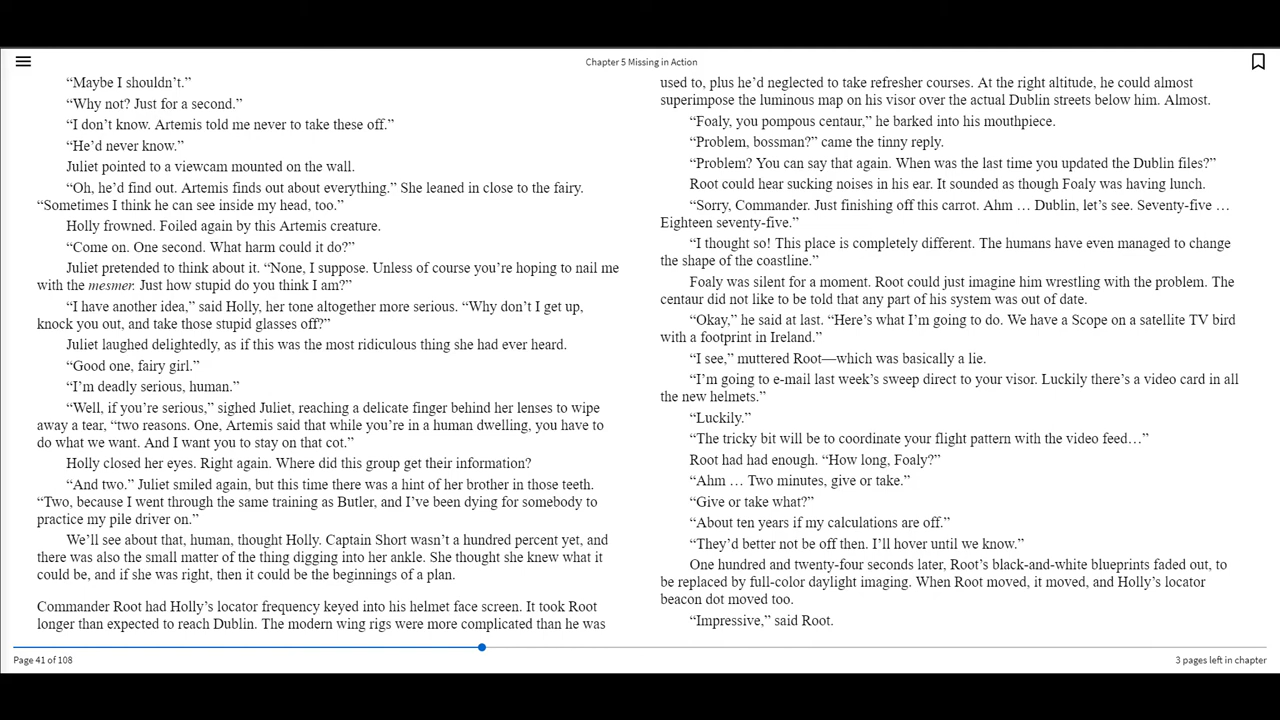 Chapter 5 Missing in Action
“Maybe I shouldn’t.”
“Why not? Just for a second.”
“I don’t know. Artemis told me never to take these off.”
“He’d never know.”
Juliet pointed to a viewcam mounted on the wall.
“Oh, he’d find out. Artemis finds out about everything.” She leaned in close to the fairy.
“Sometimes I think he can see inside my head, too.”
Holly frowned. Foiled again by this Artemis creature.
“Come on. One second. What harm could it do?”
Juliet pretended to think about it. “None, I suppose. Unless of course you’re hoping to nail me
with the mesmer. Just how stupid do you think I am?”
“I have another idea,” said Holly, her tone altogether more serious. “Why don’t I get up,
knock you out, and take those stupid glasses off?”
Juliet laughed delightedly, as if this was the most ridiculous thing she had ever heard.
“Good one, fairy girl.”
“I’m deadly serious, human.”
“Well, if you’re serious,” sighed Juliet, reaching a delicate finger behind her lenses to wipe
away a tear, “two reasons. One, Artemis said that while you’re in a human dwelling, you have to
do what we want. And I want you to stay on that cot.”
Holly closed her eyes. Right again. Where did this group get their information?
“And two.” Juliet smiled again, but this time there was a hint of her brother in those teeth.
“Two, because I went through the same training as Butler, and I’ve been dying for somebody to
practice my pile driver on.”
We’ll see about that, human, thought Holly. Captain Short wasn’t a hundred percent yet, and
there was also the small matter of the thing digging into her ankle. She thought she knew what it
could be, and if she was right, then it could be the beginnings of a plan.
Commander Root had Holly’s locator frequency keyed into his helmet face screen. It took Root
longer than expected to reach Dublin. The modern wing rigs were more complicated than he was
used to, plus he’d neglected to take refresher courses. At the right altitude, he could almost
superimpose the luminous map on his visor over the actual Dublin streets below him. Almost.
“Foaly, you pompous centaur,” he barked into his mouthpiece.
“Problem, bossman?” came the tinny reply.
“Problem? You can say that again. When was the last time you updated the Dublin files?”
Root could hear sucking noises in his ear. It sounded as though Foaly was having lunch.
“Sorry, Commander. Just finishing off this carrot. Ahm … Dublin, let’s see. Seventy-five …
Eighteen seventy-five.”
“I thought so! This place is completely different. The humans have even managed to change
the shape of the coastline.”
Foaly was silent for a moment. Root could just imagine him wrestling with the problem. The
centaur did not like to be told that any part of his system was out of date.
“Okay,” he said at last. “Here’s what I’m going to do. We have a Scope on a satellite TV bird
with a footprint in Ireland.”
“I see,” muttered Root—which was basically a lie.
“I’m going to e-mail last week’s sweep direct to your visor. Luckily there’s a video card in all
the new helmets.”
“Luckily.”
“The tricky bit will be to coordinate your flight pattern with the video feed…”
Root had had enough. “How long, Foaly?”
“Ahm … Two minutes, give or take.”
“Give or take what?”
“About ten years if my calculations are off.”
“They’d better not be off then. I’ll hover until we know.”
One hundred and twenty-four seconds later, Root’s black-and-white blueprints faded out, to
be replaced by full-color daylight imaging. When Root moved, it moved, and Holly’s locator
beacon dot moved too.
“Impressive,” said Root.
Page 41 of 108
3 pages left in chapter